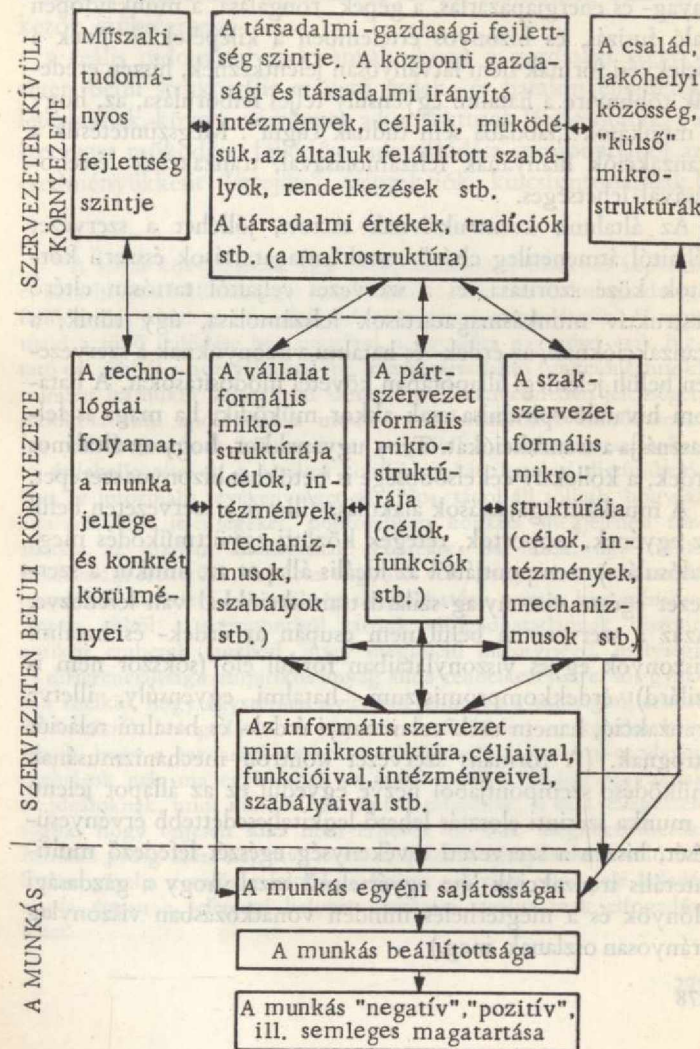 SZERVEZETEN KÍVÜLI
KÖRNYEZETE
Műszaki-
tudomá-
nyos
fejlettség
szintje
A társadalmi-gazdasági fejlett-
ség szintje. A központi gazda-
sági és társadalmi irányító
intézmények, céljaik, müködé-
sük, az általuk felállított szabá-
lyok, rendelkezések stb.
A társadalmi értékek, tradíciók
stb. (a makrostruktúra)
A család,
lakóhelyi
közösség,
"külső"
mikro-
struktúrák
SZERVEZETEN BELÜLI KÖRNYEZETE
A techno-
lógiai
folyamat,
a munka
jellege
és konkrét
körülmé-
nyei
A vállalat
formális
mikro-
struktúrája
(célok, in-
tézmények,
mechaniz-
musok,
szabályok
stb.)
A párt-
szervezet
formális
mikro-
struktú-
rája
(célok,
funkciók
stb.)
A szak-
szervezet
formális
mikro-
struktúrája
(célok, in-
tézmények,
mechaniz-
musok stb)
Az informális szervezet
mint mikrostruktúra, céljaival,
funkcióival, intézményeivel,
szabályaival stb.
A MUNKÁS
A munkás egyéni sajátosságai
A munkás beállítottsága
A munkás "negatív", "pozitív",
ill. semleges magatartása